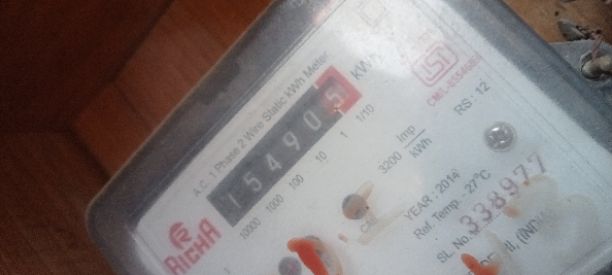 A.C. 1 Phase 2 Wire Static kWh Meter
154905 kWh
10000 1000 100 10 1 1/10
RICHA
3200 Imp/kWh
RS: 12
YEAR - 2014
Ref. Temp. - 27°C
SL No. 338977